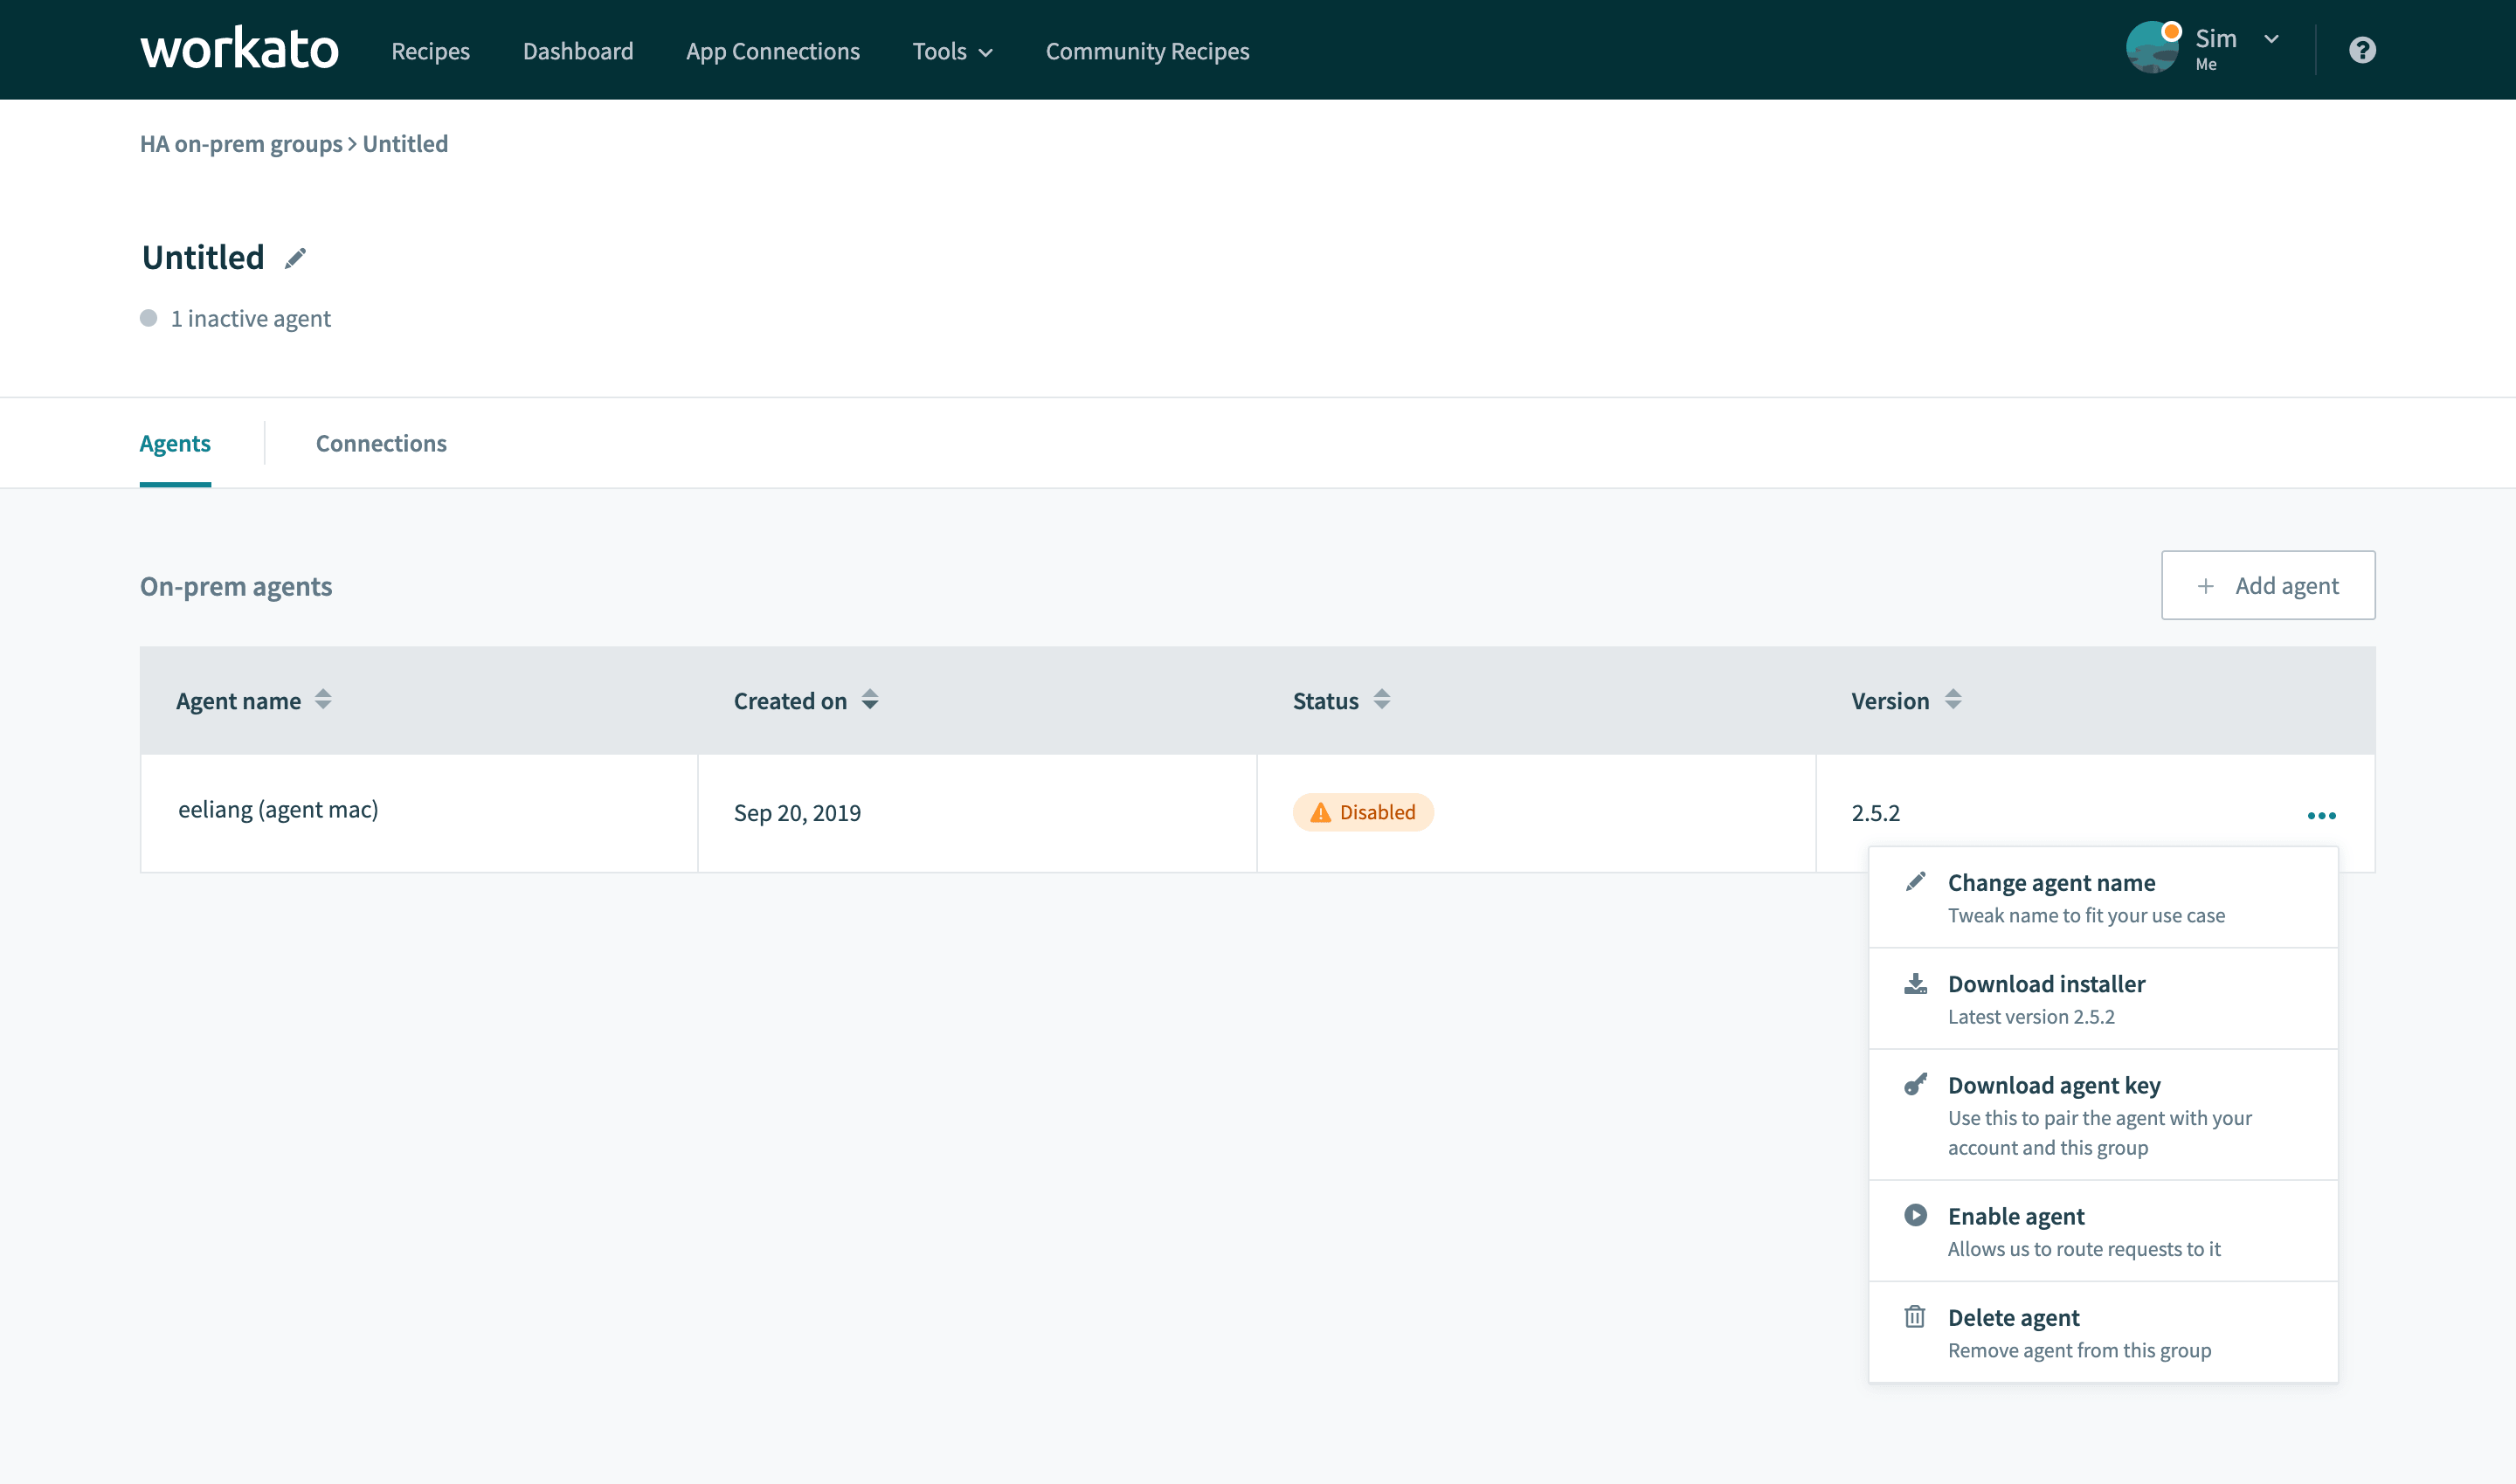 workato
Recipes
Dashboard
App Connections
Tools
Community Recipes
Sim
Me
?
HA on-prem groups > Untitled
Untitled
1 inactive agent
Agents
Connections
On-prem agents
+ Add agent
Agent name
Created on
Status
Version
eeliang (agent mac)
Sep 20, 2019
Disabled
2.5.2
Change agent name
Tweak name to fit your use case
Download installer
Latest version 2.5.2
Download agent key
Use this to pair the agent with your
account and this group
Enable agent
Allows us to route requests to it
Delete agent
Remove agent from this group